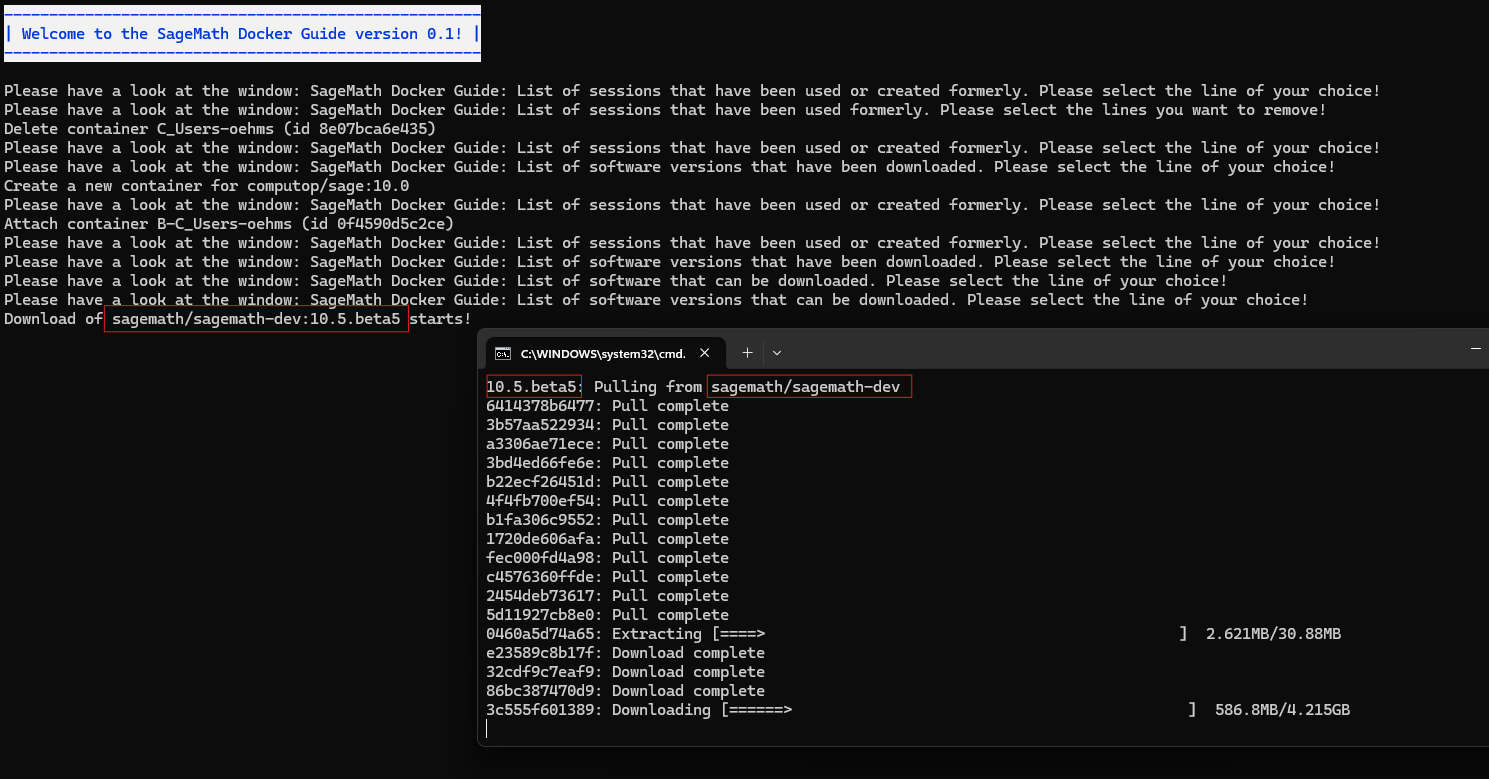 | Welcome to the SageMath Docker Guide version 0.1! |
Please have a look at the window: SageMath Docker Guide: List of sessions that have been used or created formerly. Please select the line of your choice!
Please have a look at the window: SageMath Docker Guide: List of sessions that have been used formerly. Please select the lines you want to remove!
Delete container C_Users-oehms (id 8e07bca6e435)
Please have a look at the window: SageMath Docker Guide: List of sessions that have been used or created formerly. Please select the line of your choice!
Please have a look at the window: SageMath Docker Guide: List of software versions that have been downloaded. Please select the line of your choice!
Create a new container for computop/sage:10.0
Please have a look at the window: SageMath Docker Guide: List of sessions that have been used or created formerly. Please select the line of your choice!
Attach container B-C_Users-oehms (id 0f4590d5c2ce)
Please have a look at the window: SageMath Docker Guide: List of sessions that have been used or created formerly. Please select the line of your choice!
Please have a look at the window: SageMath Docker Guide: List of software versions that have been downloaded. Please select the line of your choice!
Please have a look at the window: SageMath Docker Guide: List of software that can be downloaded. Please select the line of your choice!
Please have a look at the window: SageMath Docker Guide: List of software versions that can be downloaded. Please select the line of your choice!
Download of sagemath/sagemath-dev:10.5.beta5 starts!
C:\WINDOWS\system32\cmd.
10.5.beta5: Pulling from sagemath/sagemath-dev
6414378b6477: Pull complete
3b57aa522934: Pull complete
a3306ae71ece: Pull complete
3bd4ed66fe6e: Pull complete
b22ecf26451d: Pull complete
4f4fb700ef54: Pull complete
b1fa306c9552: Pull complete
1720de606afa: Pull complete
fec000fd4a98: Pull complete
c4576360ffde: Pull complete
2454deb73617: Pull complete
5d11927cb8e0: Pull complete
0460a5d74a65: Extracting [====>                                              ]  2.621MB/30.88MB
e23589c8b17f: Download complete
32cdf9c7eaf9: Download complete
86bc387470d9: Download complete
3c555f601389: Downloading [======>                                            ]  586.8MB/4.215GB